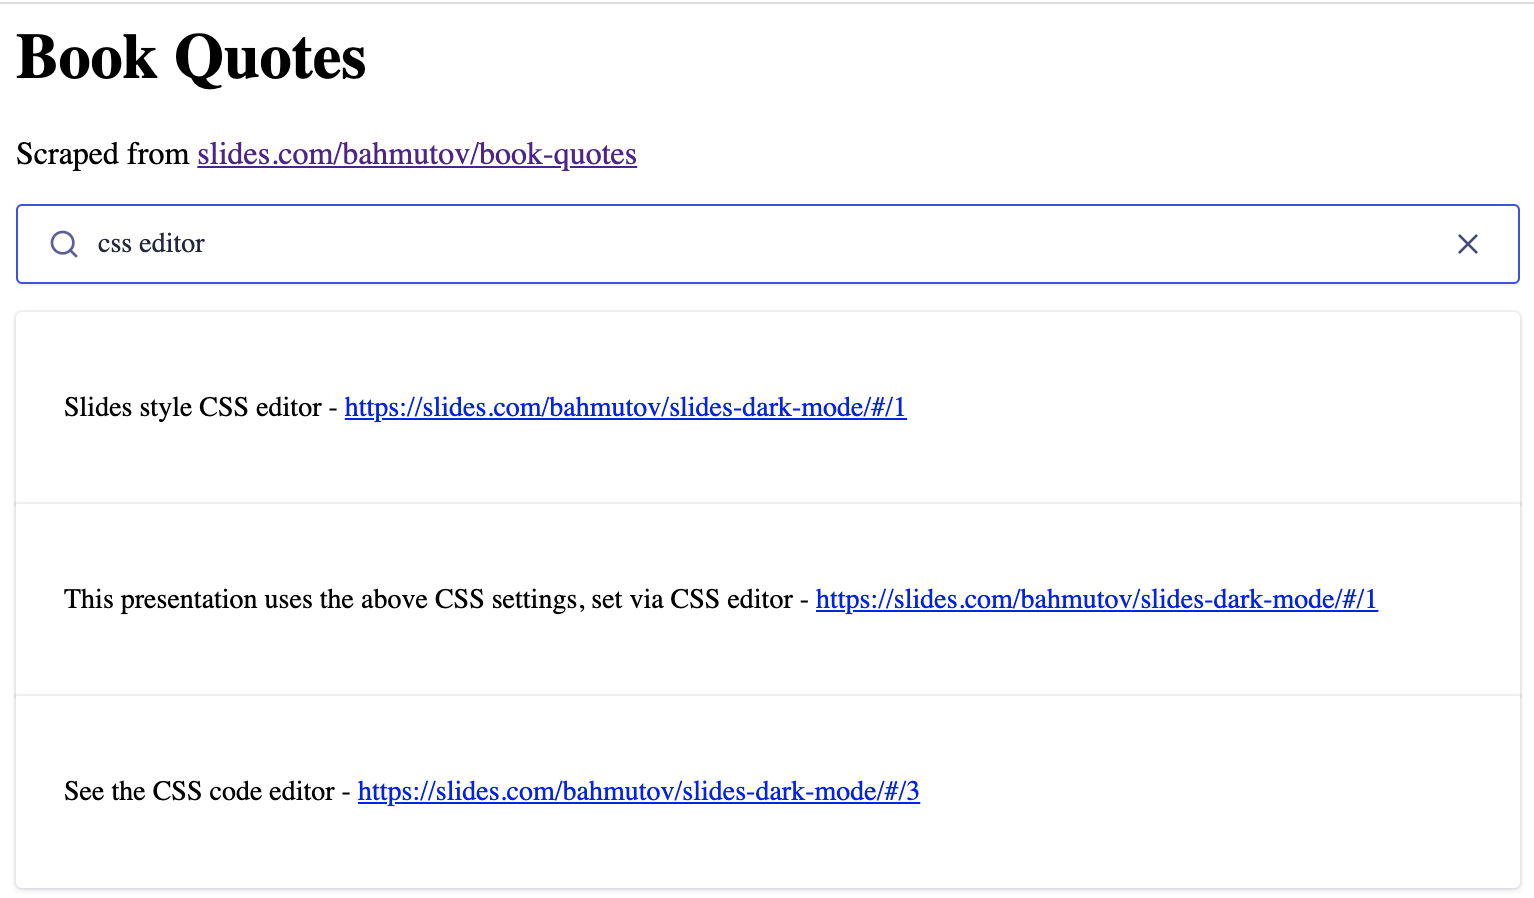 Book Quotes
Scraped from slides.com/bahmutov/book-quotes
css editor
Slides style CSS editor - https://slides.com/bahmutov/slides-dark-mode/#/1
This presentation uses the above CSS settings, set via CSS editor - https://slides.com/bahmutov/slides-dark-mode/#/1
See the CSS code editor - https://slides.com/bahmutov/slides-dark-mode/#/3